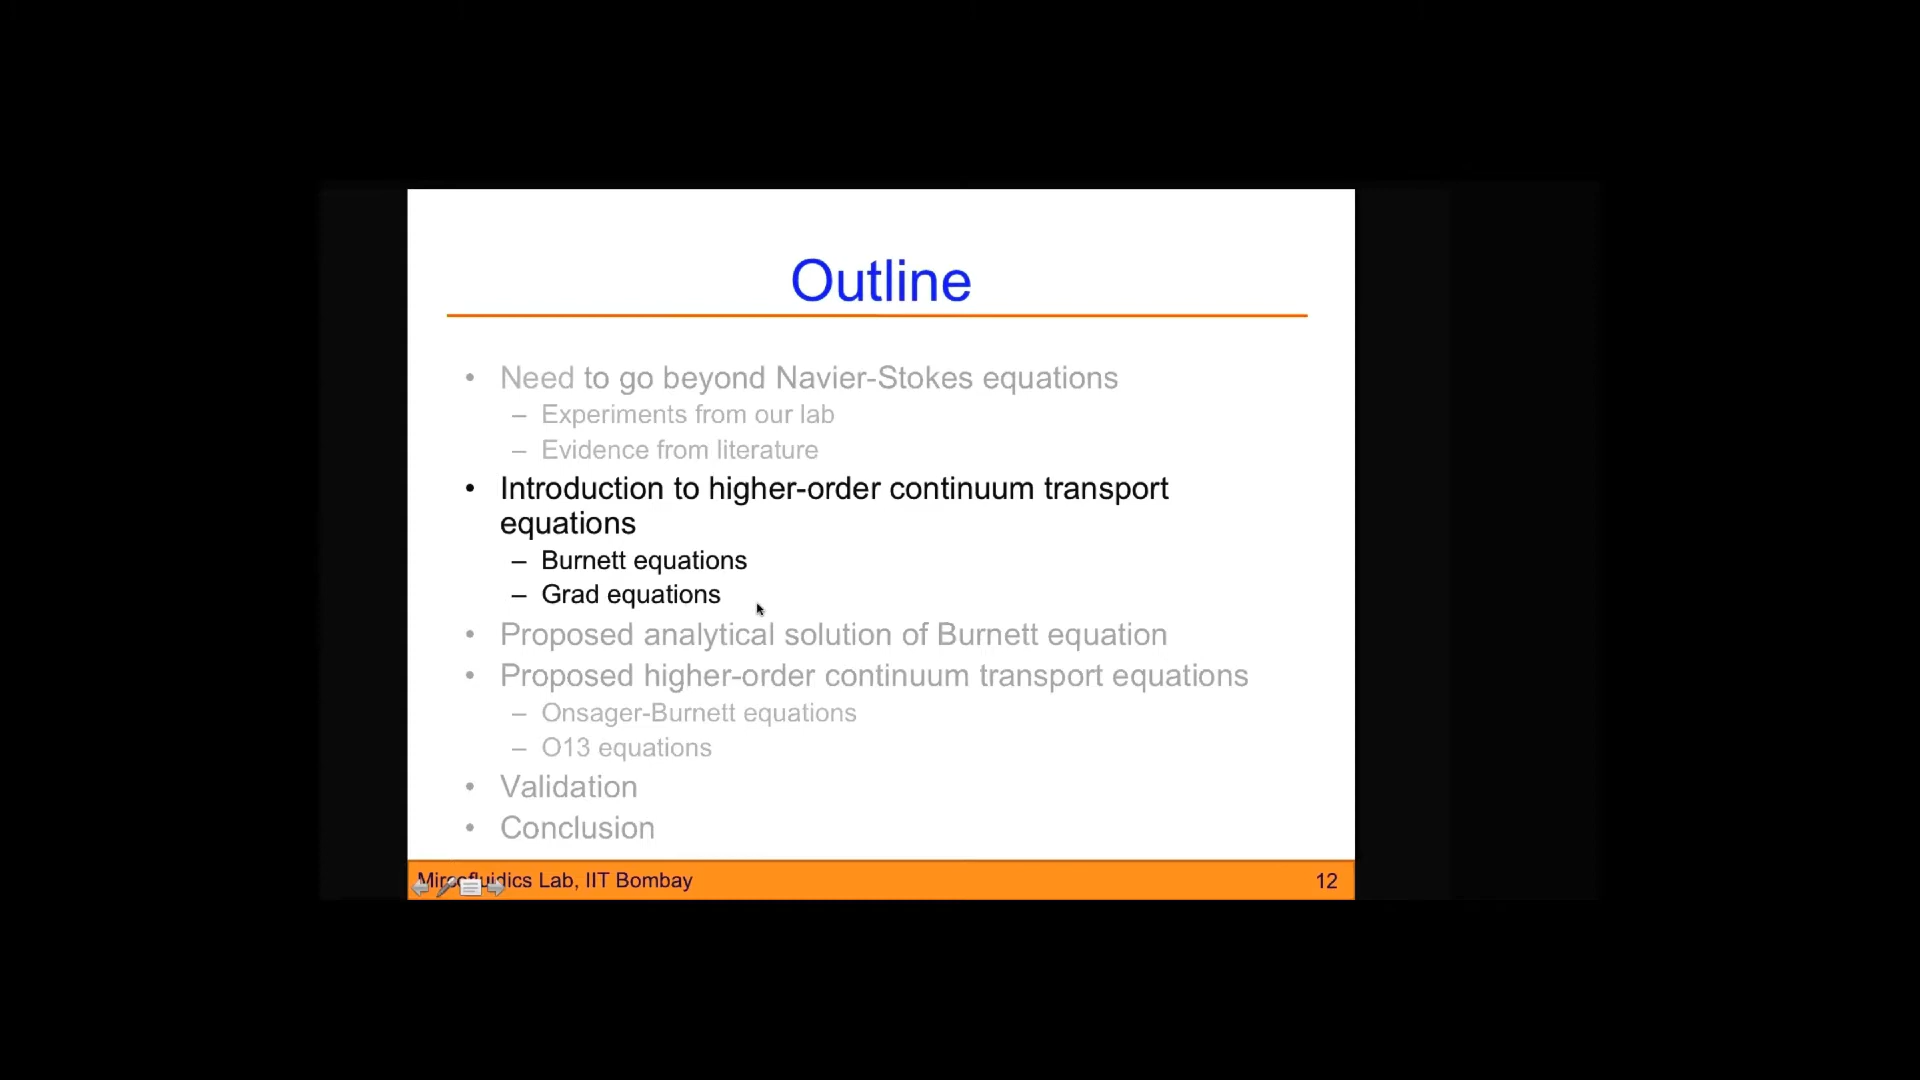 Outline
• Need to go beyond Navier-Stokes equations
– Experiments from our lab
– Evidence from literature
• Introduction to higher-order continuum transport
equations
– Burnett equations
– Grad equations
• Proposed analytical solution of Burnett equation
• Proposed higher-order continuum transport equations
– Onsager-Burnett equations
– O13 equations
• Validation
• Conclusion
Lab, IIT Bombay 12